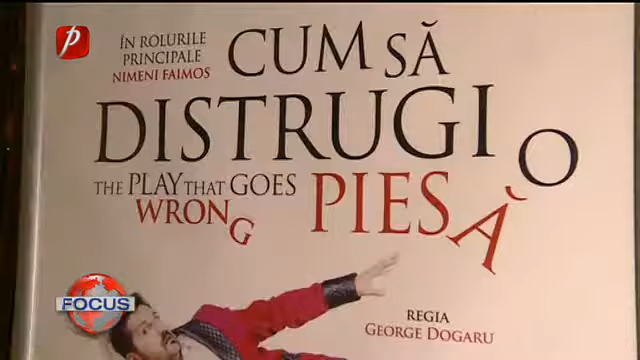 p
ÎN ROLURILE
PRINCIPALE
NIMENI FAIMOS
CUM SĂ
DISTRUGI O
THE PLAY THAT GOES
WRONG
PIESĂ
FOCUS
REGIA
GEORGE DOGARU